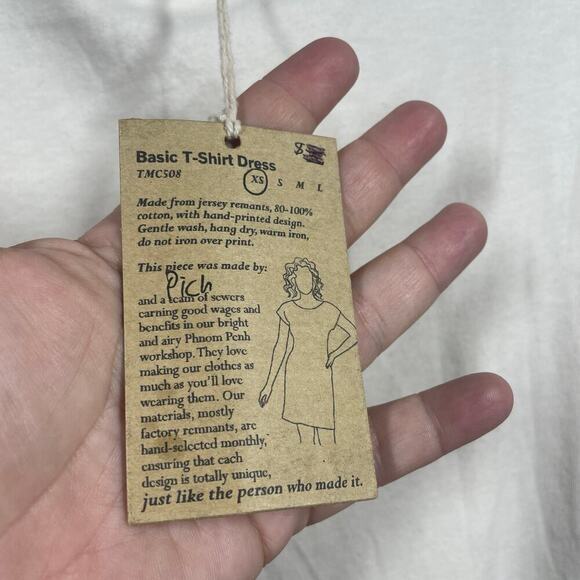 Basic T-Shirt Dress
$
TMC508
XS S M L
Made from jersey remants, 80-100%
cotton, with hand-printed design.
Gentle wash, hang dry, warm iron,
do not iron over print.
This piece was made by:
Pich
and a team of sewers
earning good wages and
benefits in our bright
and airy Phnom Penh
workshop. They love
making our clothes as
much as you'll love
wearing them. Our
materials, mostly
factory remnants, are
hand-selected monthly,
ensuring that each
design is totally unique,
just like the person who made it.